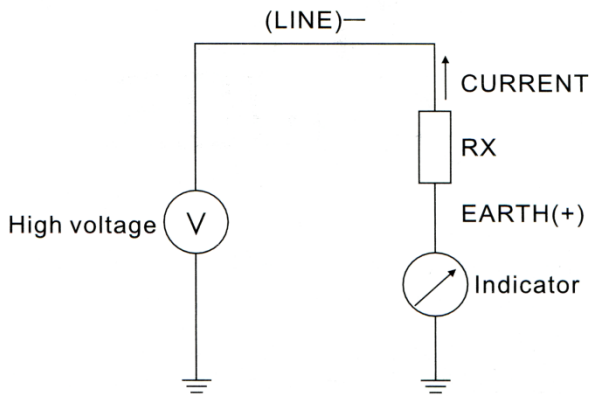 (LINE)—
CURRENT
RX
EARTH(+)
High voltage
V
Indicator